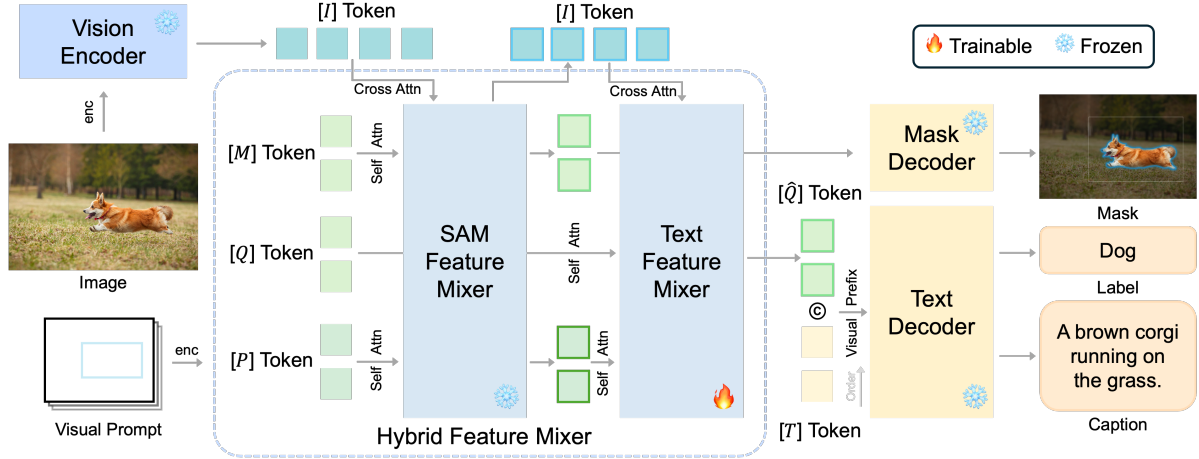 [I] Token
[I] Token
Vision
Encoder
Trainable
Frozen
Cross Attn
Cross Attn
enc
[M] Token
Self Attn
Mask
Decoder
Image
[Q] Token
SAM
Feature
Mixer
Self Attn
Text
Feature
Mixer
[Q̂] Token
Mask
Dog
Label
©
Visual Prefix
Text
Decoder
enc
[P] Token
Self Attn
Self Attn
Order
A brown corgi
running on
the grass.
Visual Prompt
Hybrid Feature Mixer
[T] Token
Caption